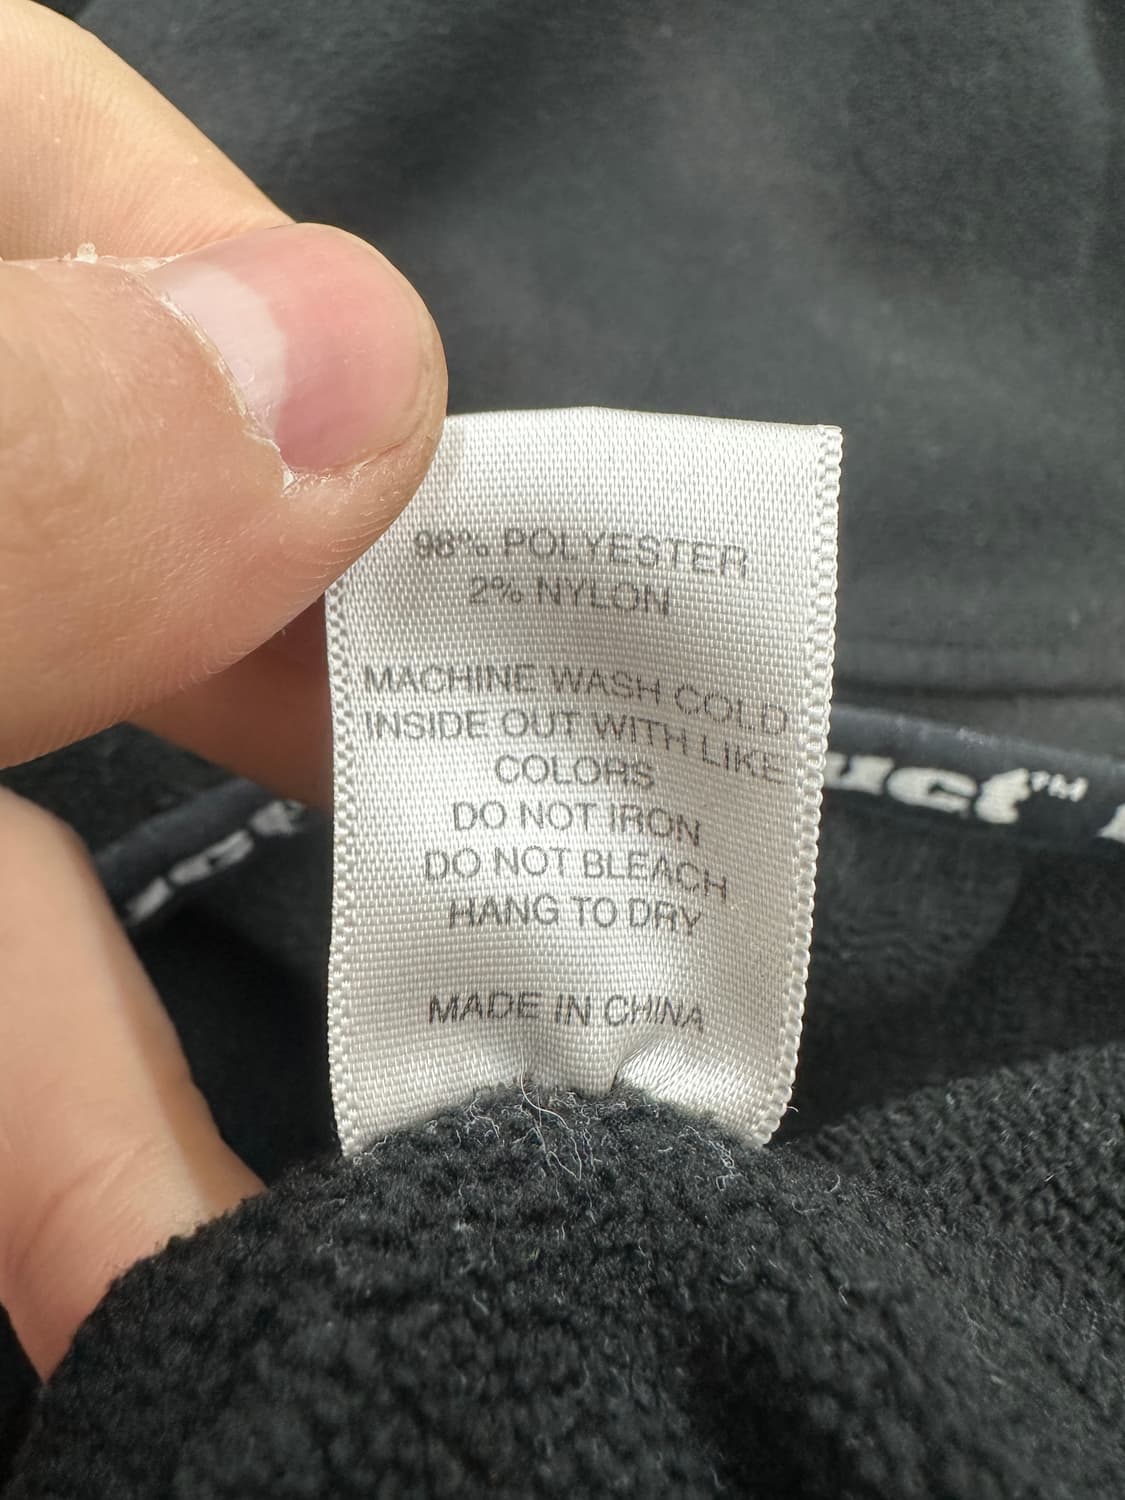 98% POLYESTER
2% NYLON
MACHINE WASH COLD
INSIDE OUT WITH LIKE
COLORS
DO NOT IRON
DO NOT BLEACH
HANG TO DRY
MADE IN CHINA